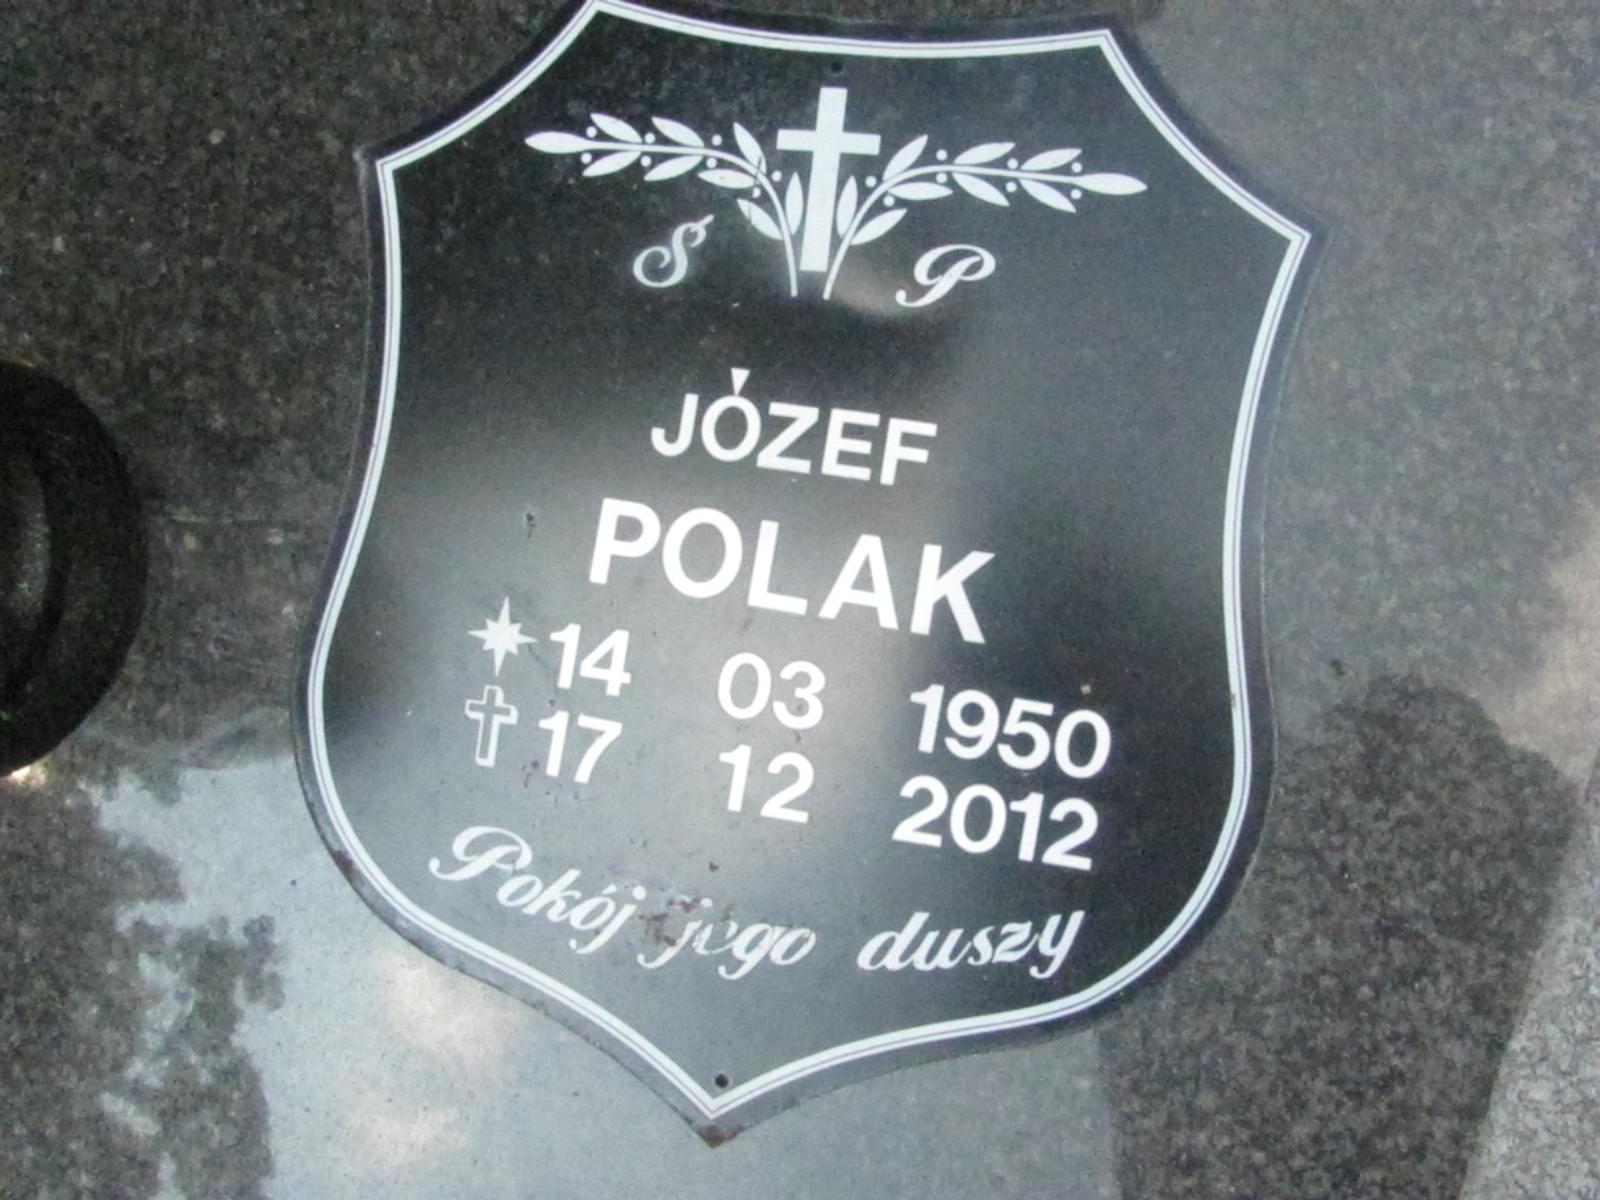 Ś P
JÓZEF
POLAK
14 03 1950
17 12 2012
Pokój jego duszy